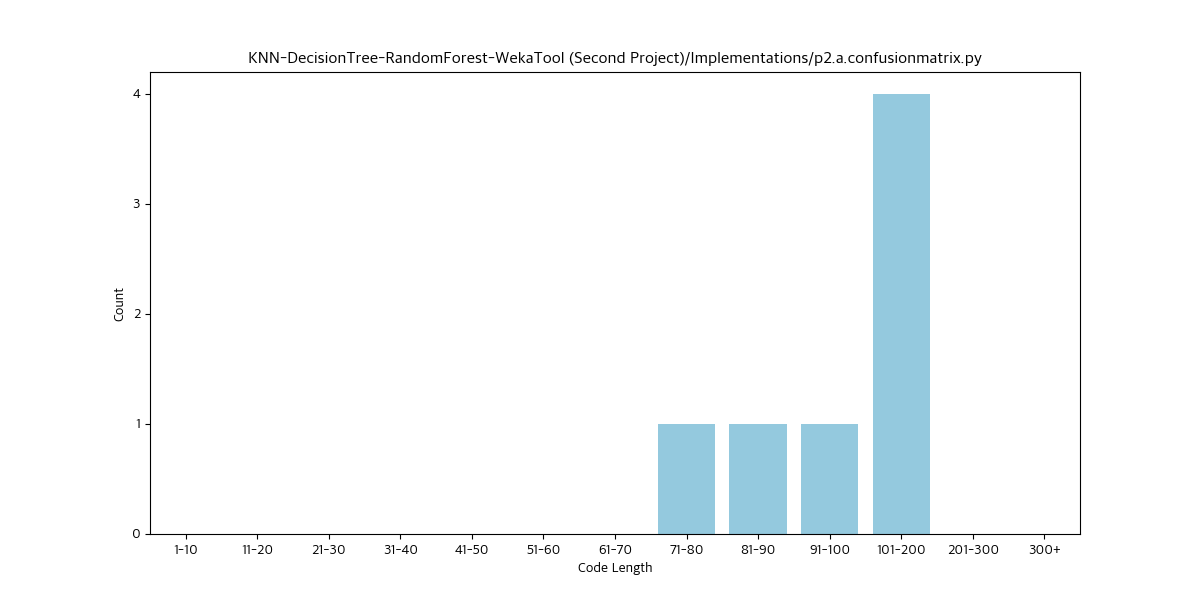 KNN-DecisionTree-RandomForest-WekaTool (Second Project)/Implementations/p2.a.confusionmatrix.py
4
3
2
1
0
Count
1-10 11-20 21-30 31-40 41-50 51-60 61-70 71-80 81-90 91-100 101-200 201-300 300+
Code Length